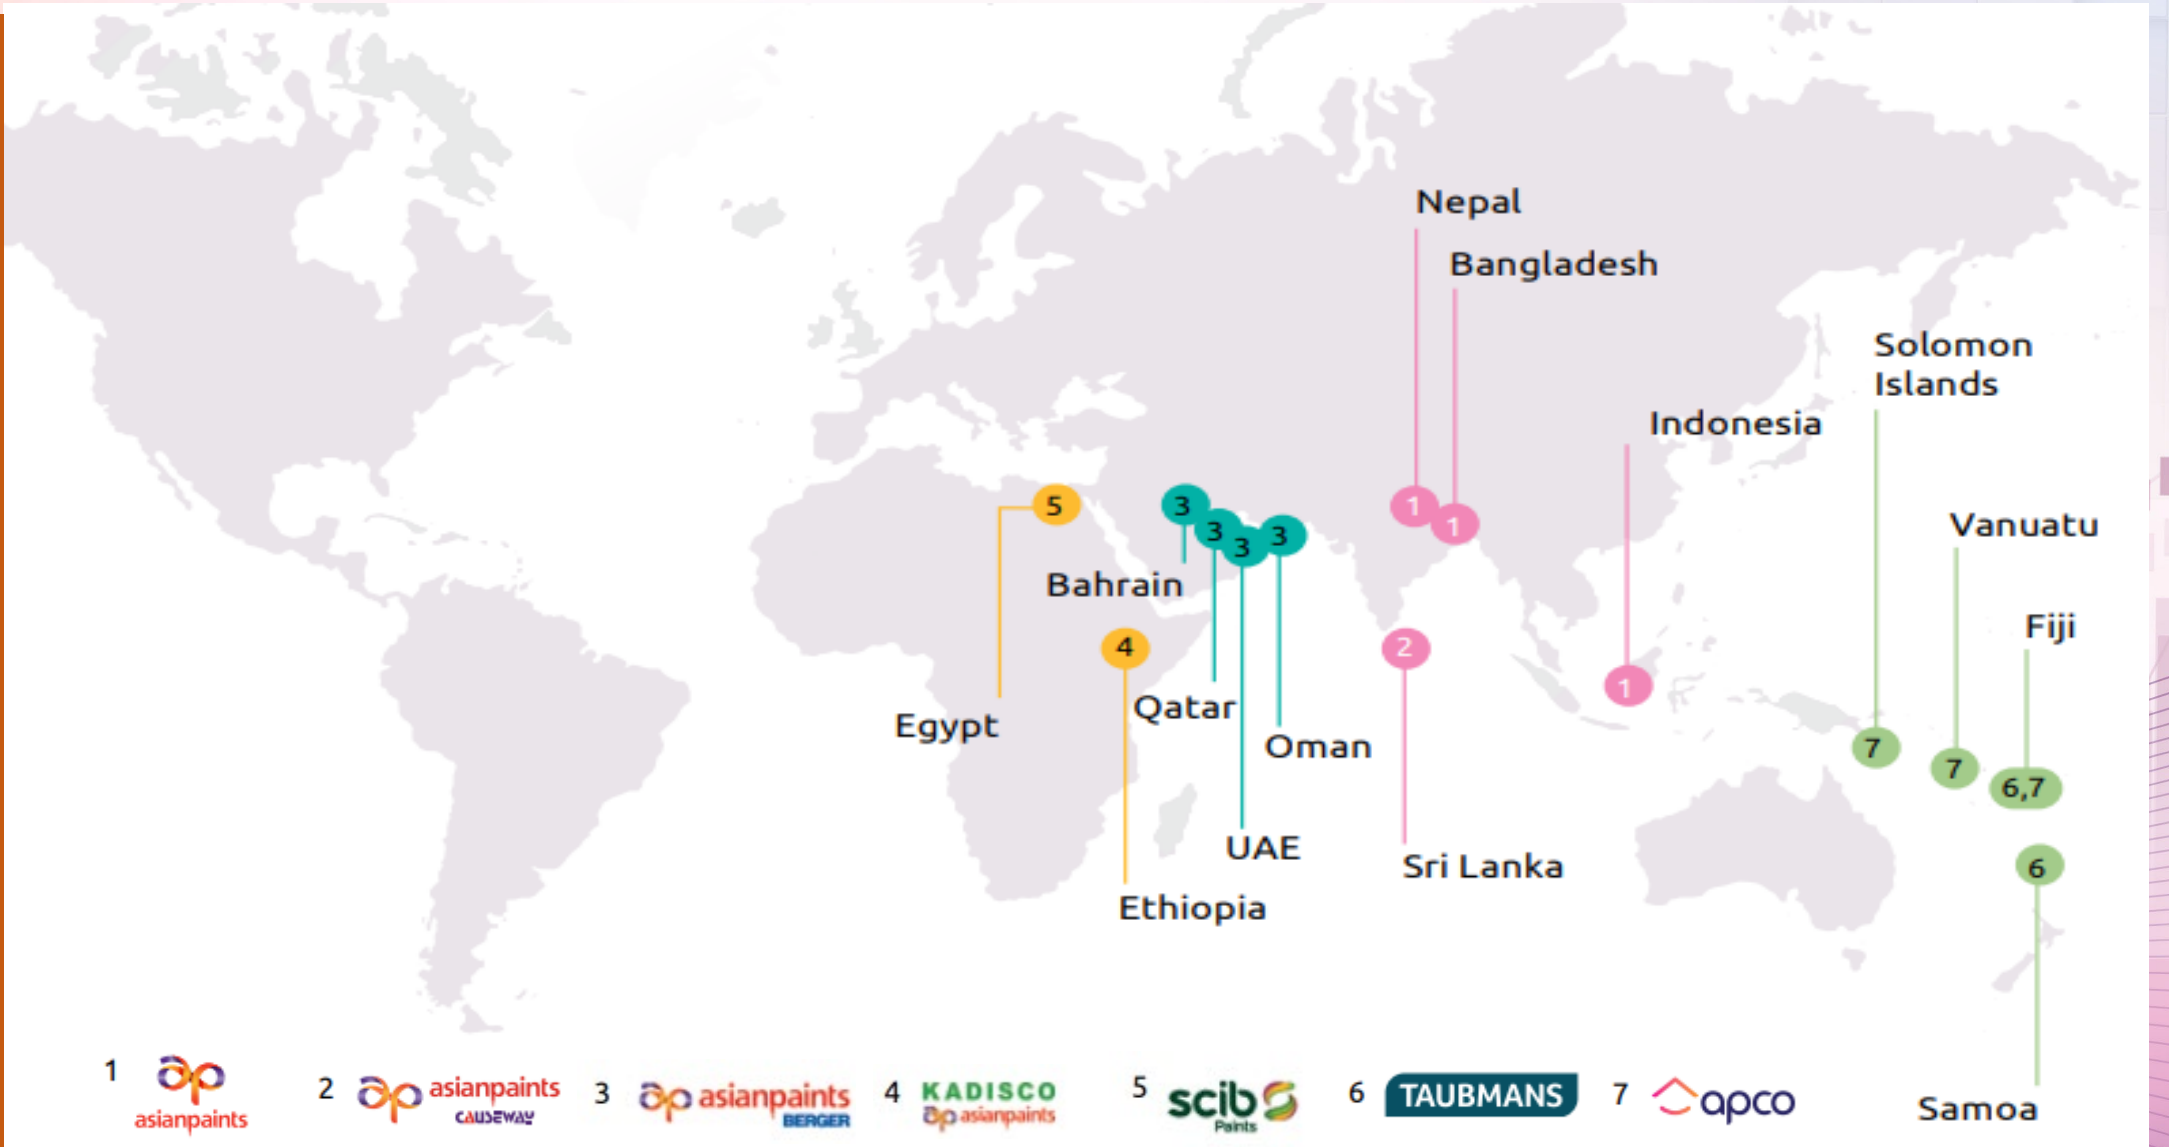 Nepal
Bangladesh
Solomon
Islands
Indonesia
5
3
3
3
3
1
1
Vanuatu
Bahrain
Fiji
4
2
1
Qatar
Egypt
Oman
7
7
6,7
UAE
Sri Lanka
6
Ethiopia
1
asianpaints
2
asianpaints
CAUSEWAY
3
asianpaints
BERGER
4
KADISCO
asianpaints
5
scib
Paints
6
TAUBMANS
7
apco
Samoa